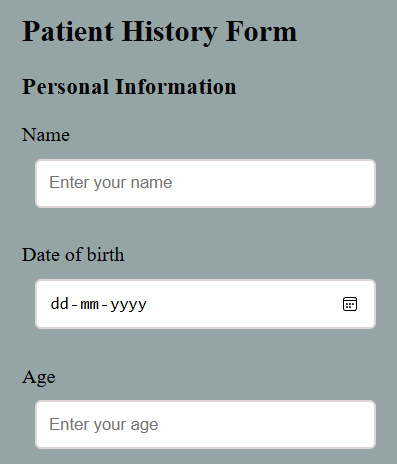 Patient History Form
Personal Information
Name
Enter your name
Date of birth
dd-mm-yyyy
Age
Enter your age